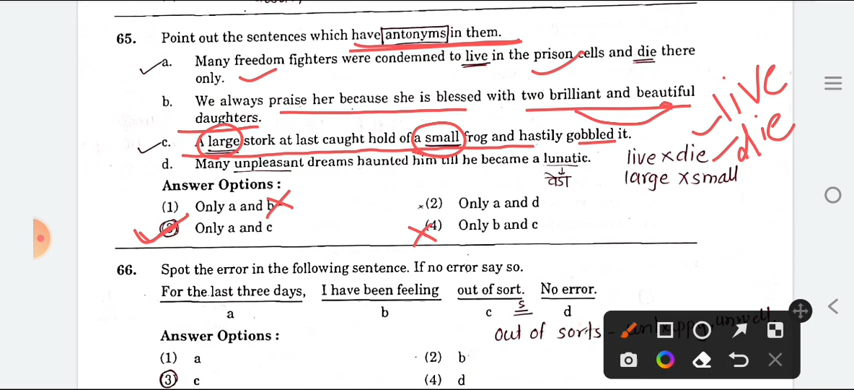 65. Point out the sentences which have antonyms in them.
a. Many freedom fighters were condemned to live in the prison cells and die there
only.
b. We always praise her because she is blessed with two brilliant and beautiful
daughters.
c. A large stork at last caught hold of a small frog and hastily gobbled it.
d. Many unpleasant dreams haunted him till he became a lunatic.
live
die
live x die
large x small
वेडा
Answer Options :
(1) Only a and b
(2) Only a and d
(3) Only a and c
(4) Only b and c
66. Spot the error in the following sentence. If no error say so.
For the last three days, I have been feeling out of sort. No error.
a b c s d
out of sorts -
Answer Options :
(1) a
(2) b
(3) c
(4) d